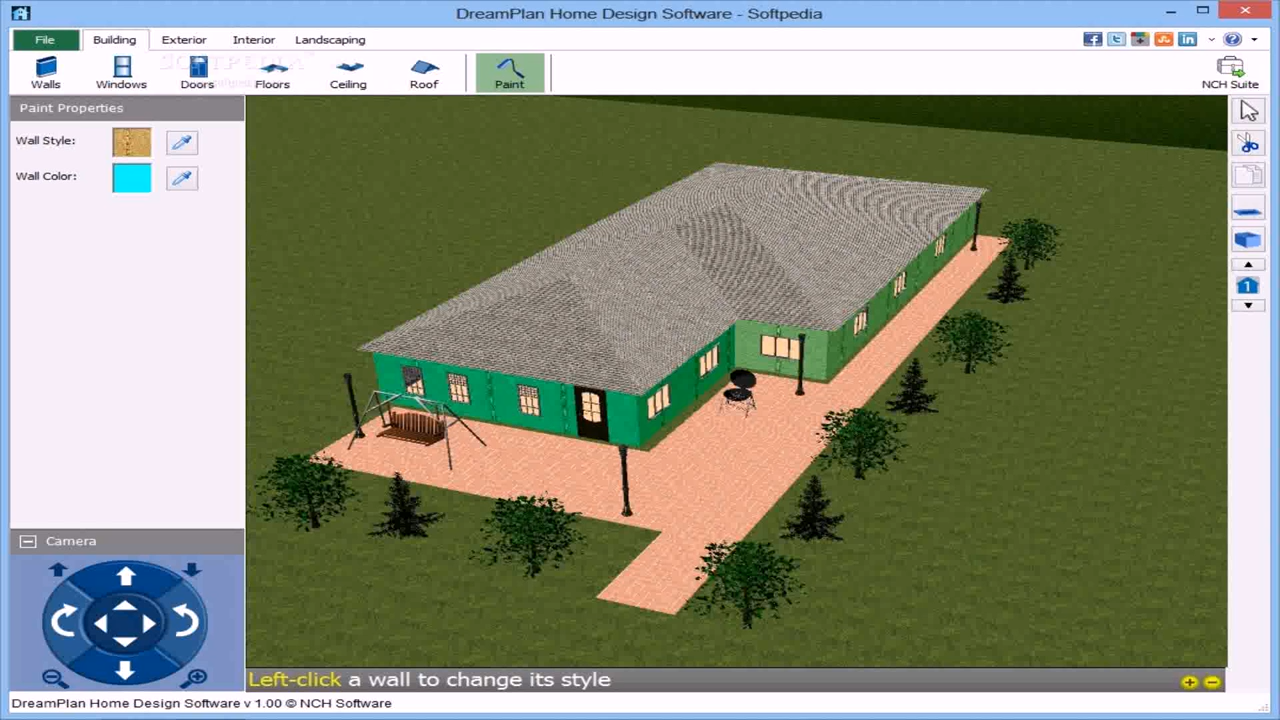 DreamPlan Home Design Software - Softpedia
File Building Exterior Interior Landscaping
SOFTPEDIA
Walls Windows Doors Floors Ceiling Roof Paint NCH Suite
Paint Properties
Wall Style:
Wall Color:
1
Camera
Left-click a wall to change its style
DreamPlan Home Design Software v 1.00 © NCH Software